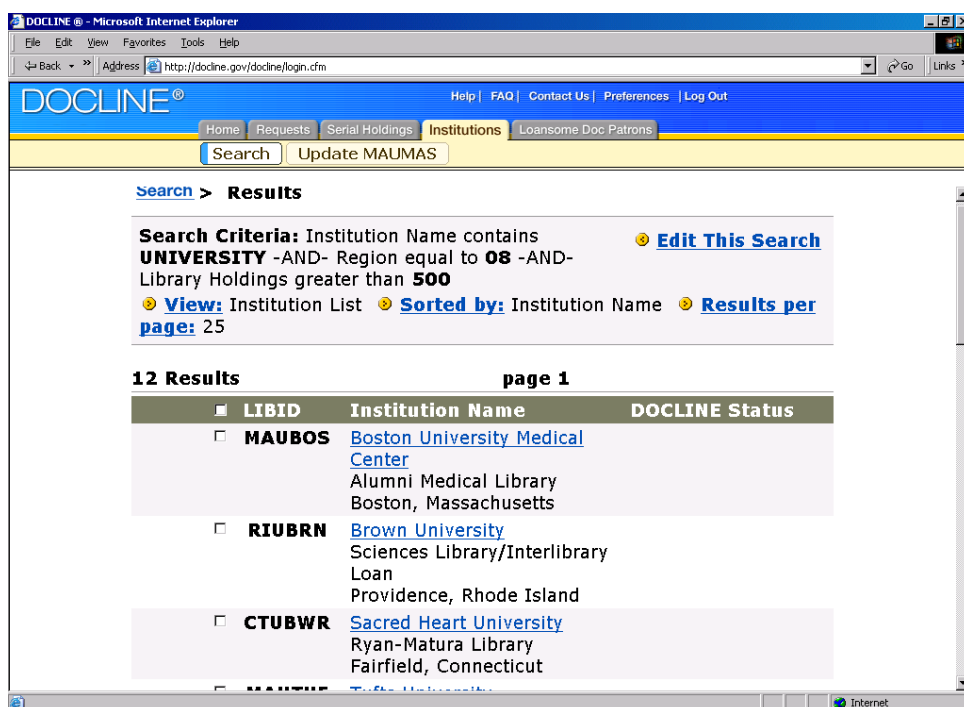 DOCLINE ® - Microsoft Internet Explorer
File Edit View Favorites Tools Help
Back » Address http://docline.gov/docline/login.cfm Go Links »
DOCLINE®
Help | FAQ | Contact Us | Preferences | Log Out
Home Requests Serial Holdings Institutions Loansome Doc Patrons
Search Update MAUMAS
Search > Results
Search Criteria: Institution Name contains
UNIVERSITY -AND- Region equal to 08 -AND-
Library Holdings greater than 500
Edit This Search
View: Institution List Sorted by: Institution Name Results per
page: 25
12 Results page 1
LIBID Institution Name DOCLINE Status
MAUBOS Boston University Medical
Center
Alumni Medical Library
Boston, Massachusetts
RIUBRN Brown University
Sciences Library/Interlibrary
Loan
Providence, Rhode Island
CTUBWR Sacred Heart University
Ryan-Matura Library
Fairfield, Connecticut
MAUTUF Tufts University
Internet